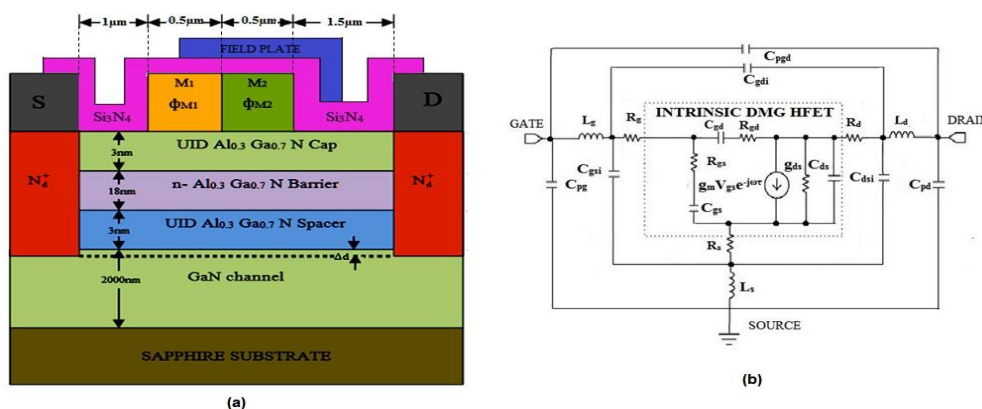 1μm 0.5μm 0.5μm 1.5μm
FIELD PLATE
S M₁ M₂ D
ΦM1 ΦM2
Si₃N₄ Si₃N₄
UID Al₀.₃ Ga₀.₇ N Cap
3nm
N⁺d n- Al₀.₃ Ga₀.₇ N Barrier N⁺d
18nm
UID Al₀.₃ Ga₀.₇ N Spacer
3nm
Δd
GaN channel
2000nm
SAPPHIRE SUBSTRATE
(a)
Cpgd
Cgdi
GATE Lg Rg INTRINSIC DMG HFET Rd Ld DRAIN
Cgd Rgd
Rgs gds Cds
Cpg Cgsi gmVgse-jωτ Cdsi Cpd
Cgs
Rs
Ls
SOURCE
(b)